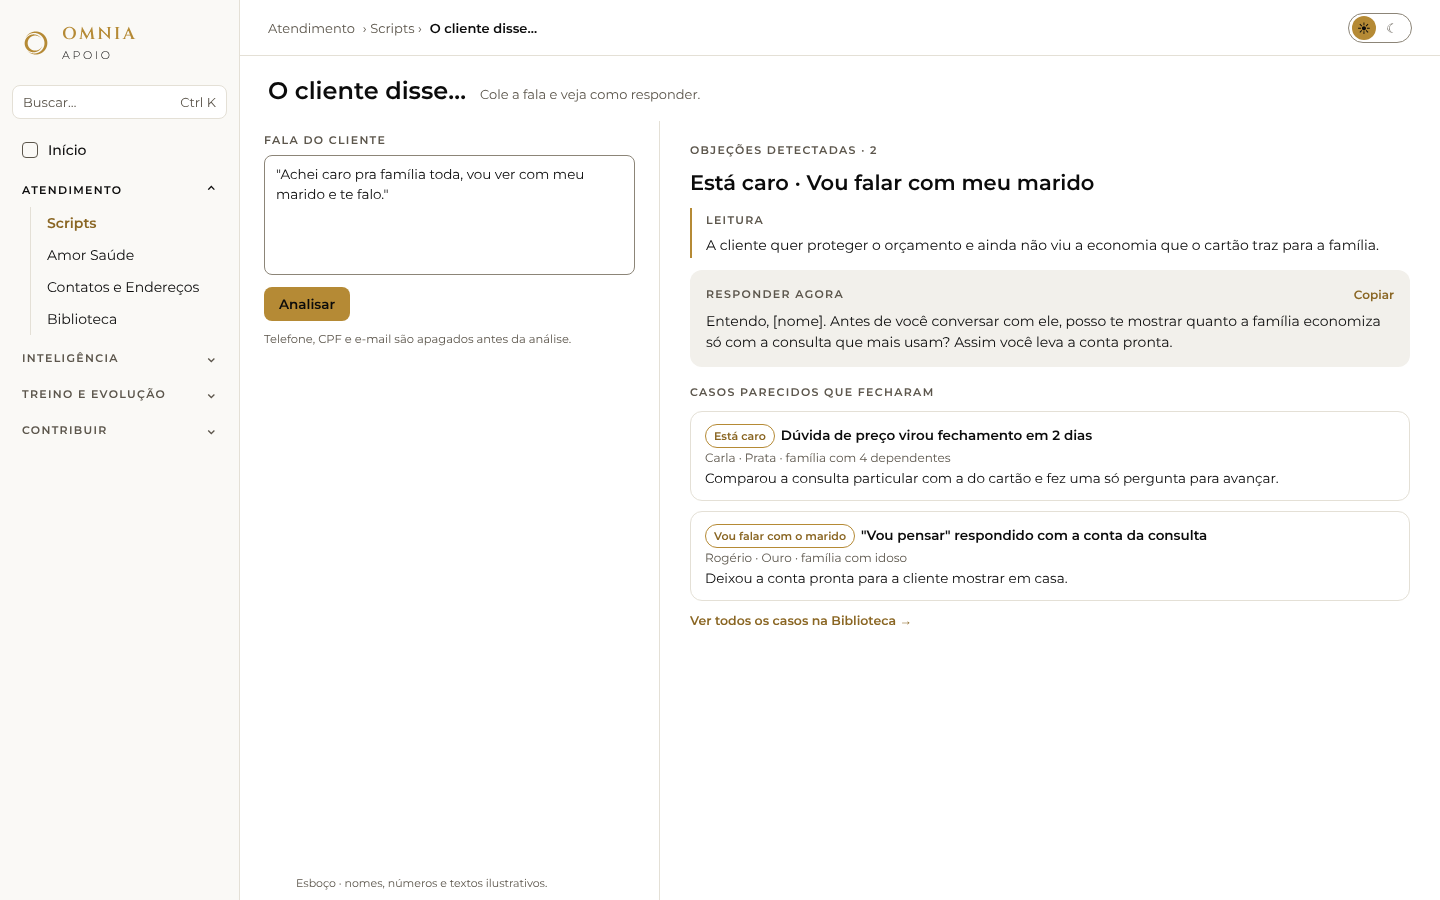 OMNIA
APOIO
Buscar... Ctrl K
Início
ATENDIMENTO
Scripts
Amor Saúde
Contatos e Endereços
Biblioteca
INTELIGÊNCIA
TREINO E EVOLUÇÃO
CONTRIBUIR
Atendimento › Scripts › O cliente disse...
O cliente disse... Cole a fala e veja como responder.
FALA DO CLIENTE
"Achei caro pra família toda, vou ver com meu
marido e te falo."
Analisar
Telefone, CPF e e-mail são apagados antes da análise.
Esboço · nomes, números e textos ilustrativos.
OBJEÇÕES DETECTADAS · 2
Está caro · Vou falar com meu marido
LEITURA
A cliente quer proteger o orçamento e ainda não viu a economia que o cartão traz para a família.
RESPONDER AGORA Copiar
Entendo, [nome]. Antes de você conversar com ele, posso te mostrar quanto a família economiza
só com a consulta que mais usam? Assim você leva a conta pronta.
CASOS PARECIDOS QUE FECHARAM
Está caro Dúvida de preço virou fechamento em 2 dias
Carla · Prata · família com 4 dependentes
Comparou a consulta particular com a do cartão e fez uma só pergunta para avançar.
Vou falar com o marido "Vou pensar" respondido com a conta da consulta
Rogério · Ouro · família com idoso
Deixou a conta pronta para a cliente mostrar em casa.
Ver todos os casos na Biblioteca →